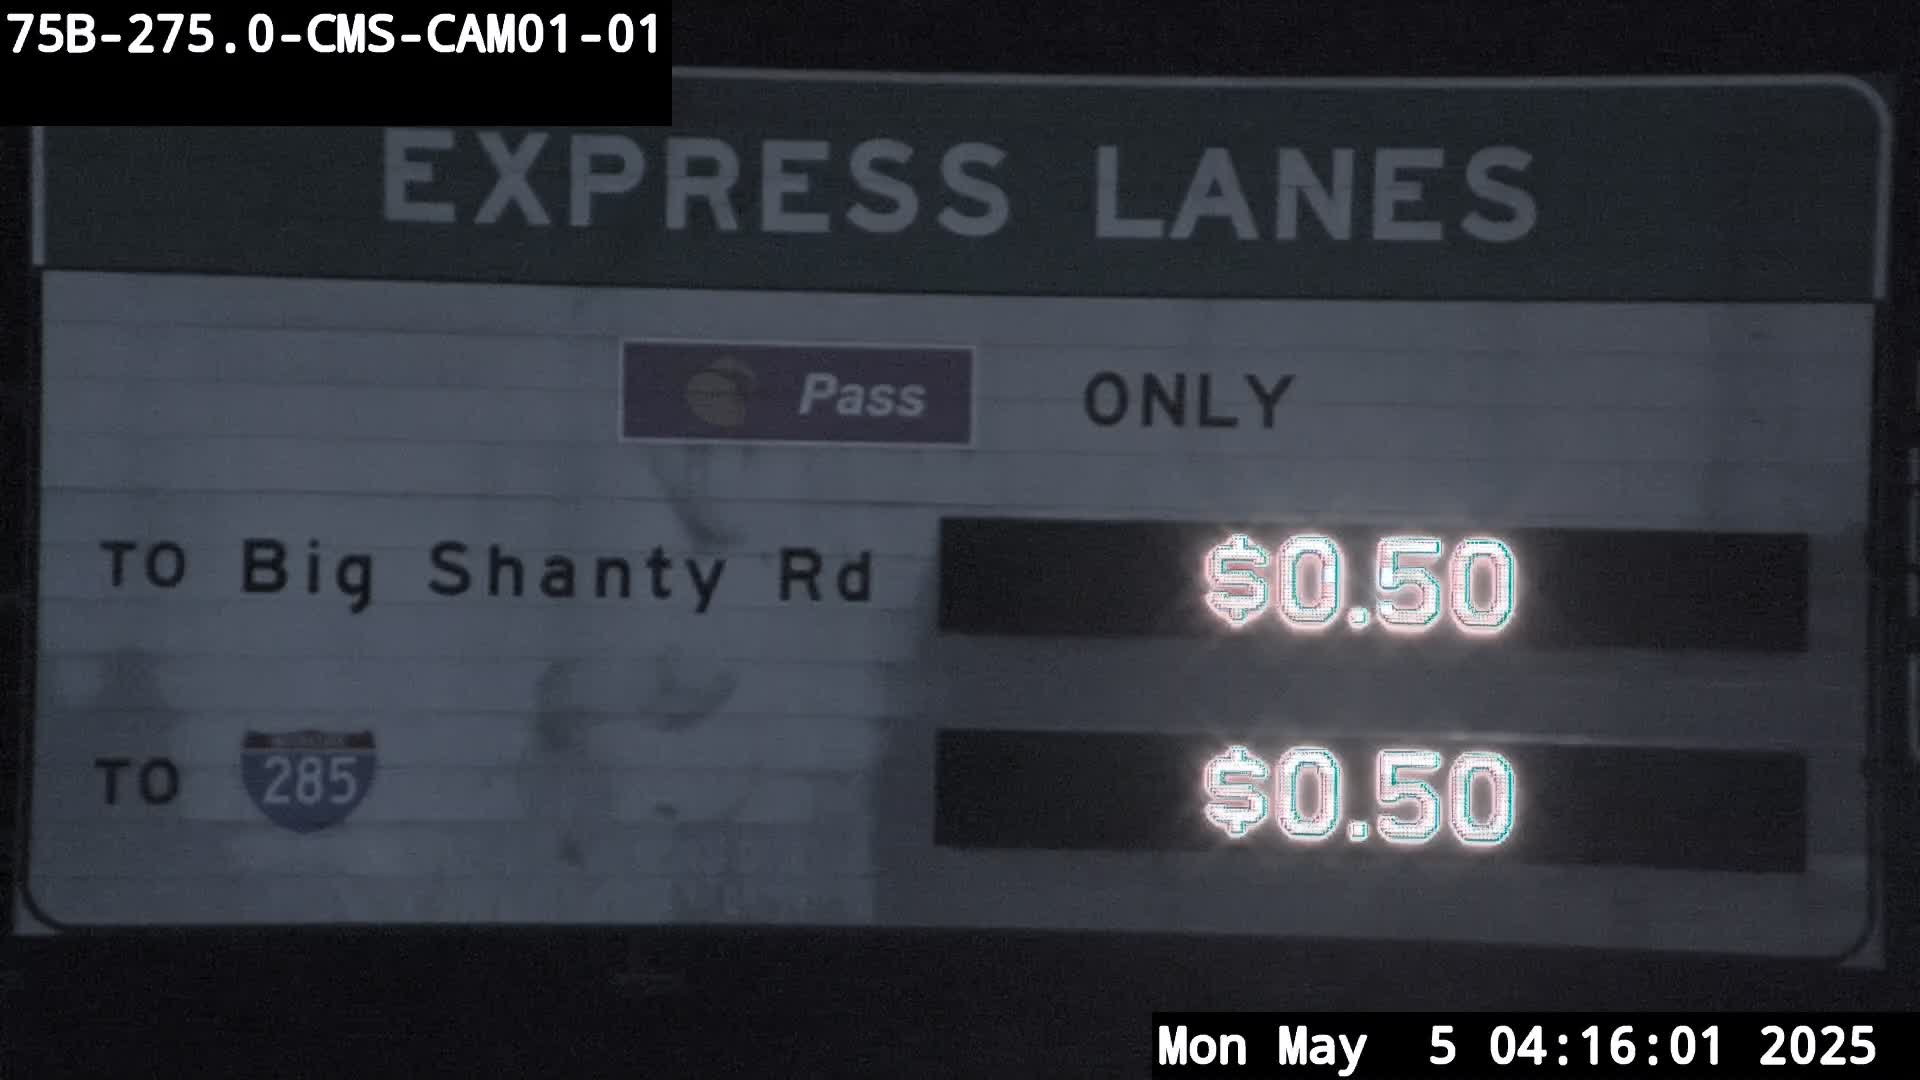 75B-275.0-CMS-CAM01-01
EXPRESS LANES
Pass ONLY
TO Big Shanty Rd $0.50
TO 285 $0.50
Mon May 5 04:16:01 2025